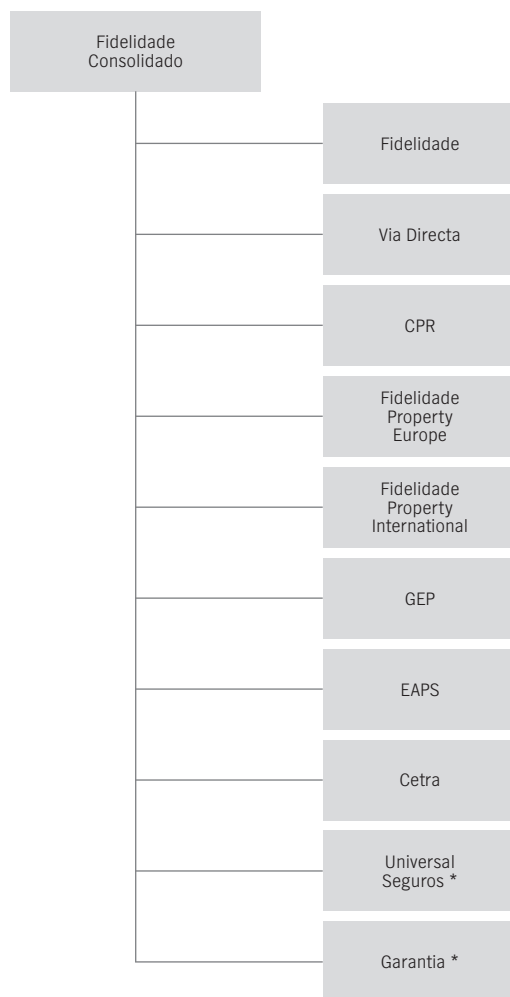 Fidelidade
Consolidado
Fidelidade
Via Directa
CPR
Fidelidade
Property
Europe
Fidelidade
Property
International
GEP
EAPS
Cetra
Universal
Seguros *
Garantia *